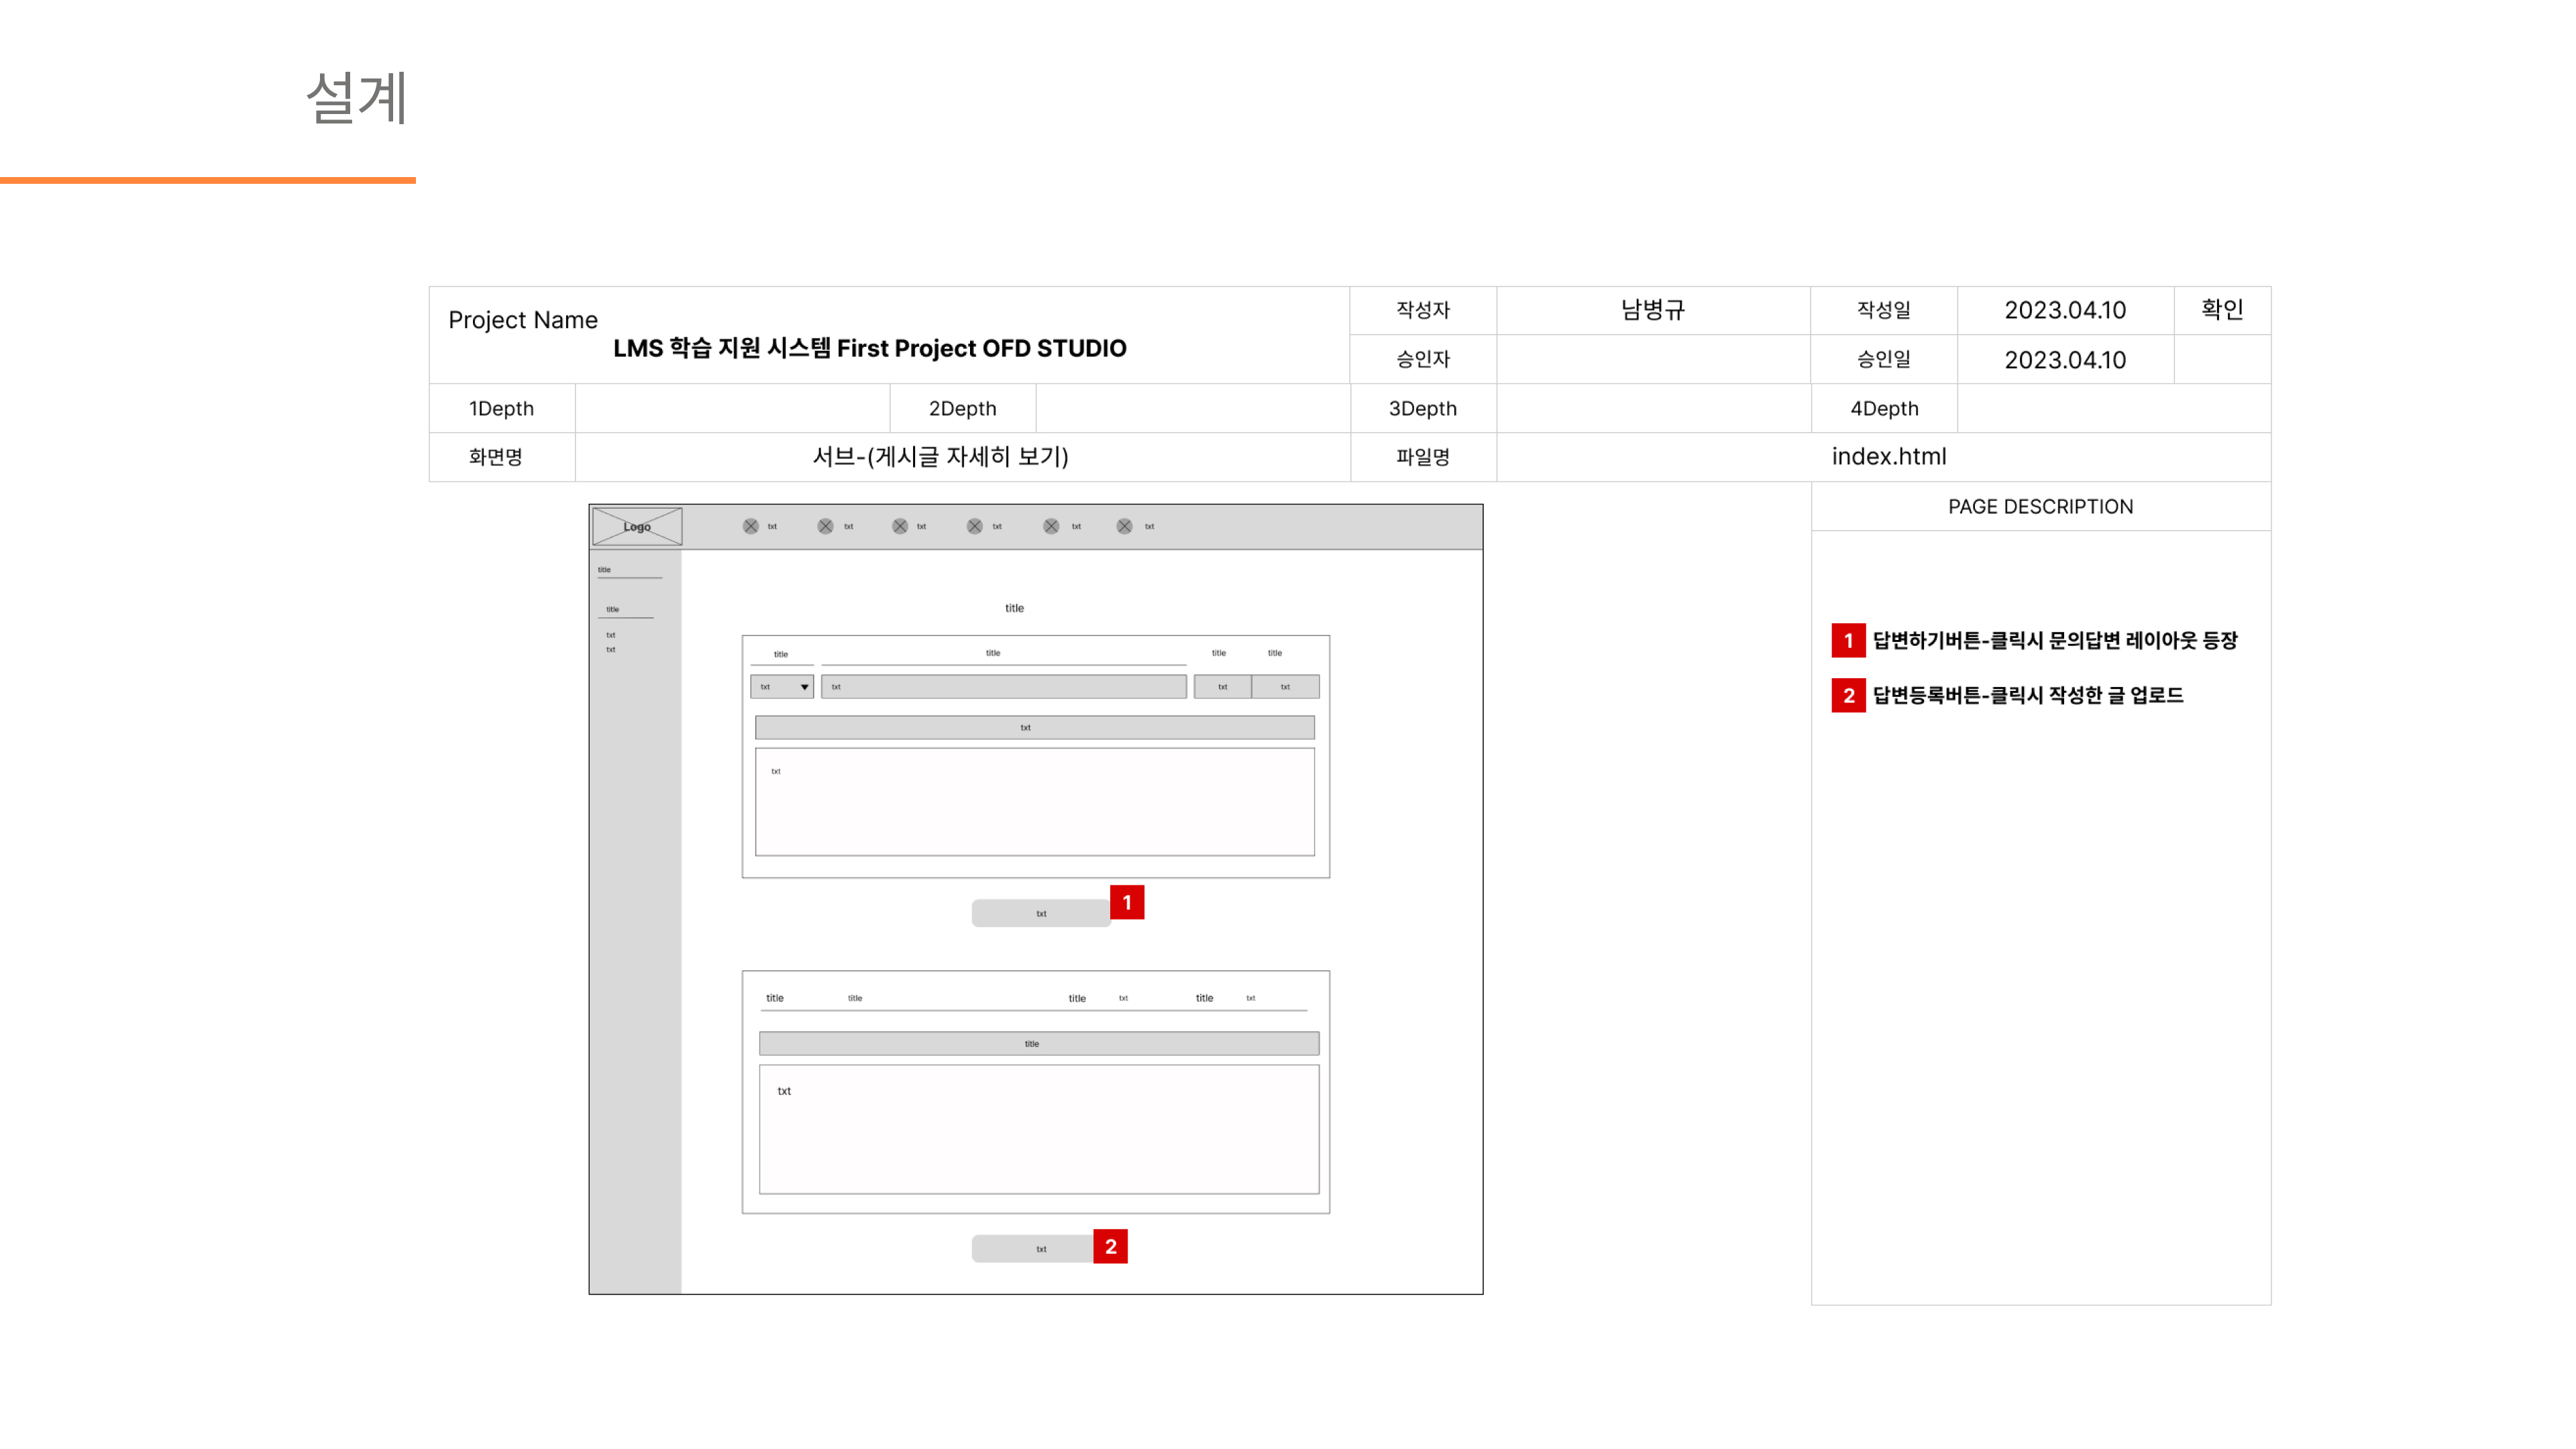 설계
Project Name
LMS 학습 지원 시스템 First Project OFD STUDIO
작성자 남병규 작성일 2023.04.10 확인
승인자 승인일 2023.04.10
1Depth 2Depth 3Depth 4Depth
화면명 서브-(게시글 자세히 보기) 파일명 index.html
PAGE DESCRIPTION
1 답변하기버튼-클릭시 문의답변 레이아웃 등장
2 답변등록버튼-클릭시 작성한 글 업로드
Logo txt txt txt txt txt txt
title
title
txt
txt
title
title title title title
txt txt txt txt
txt
txt
txt 1
title title title txt title txt
title
txt
txt 2